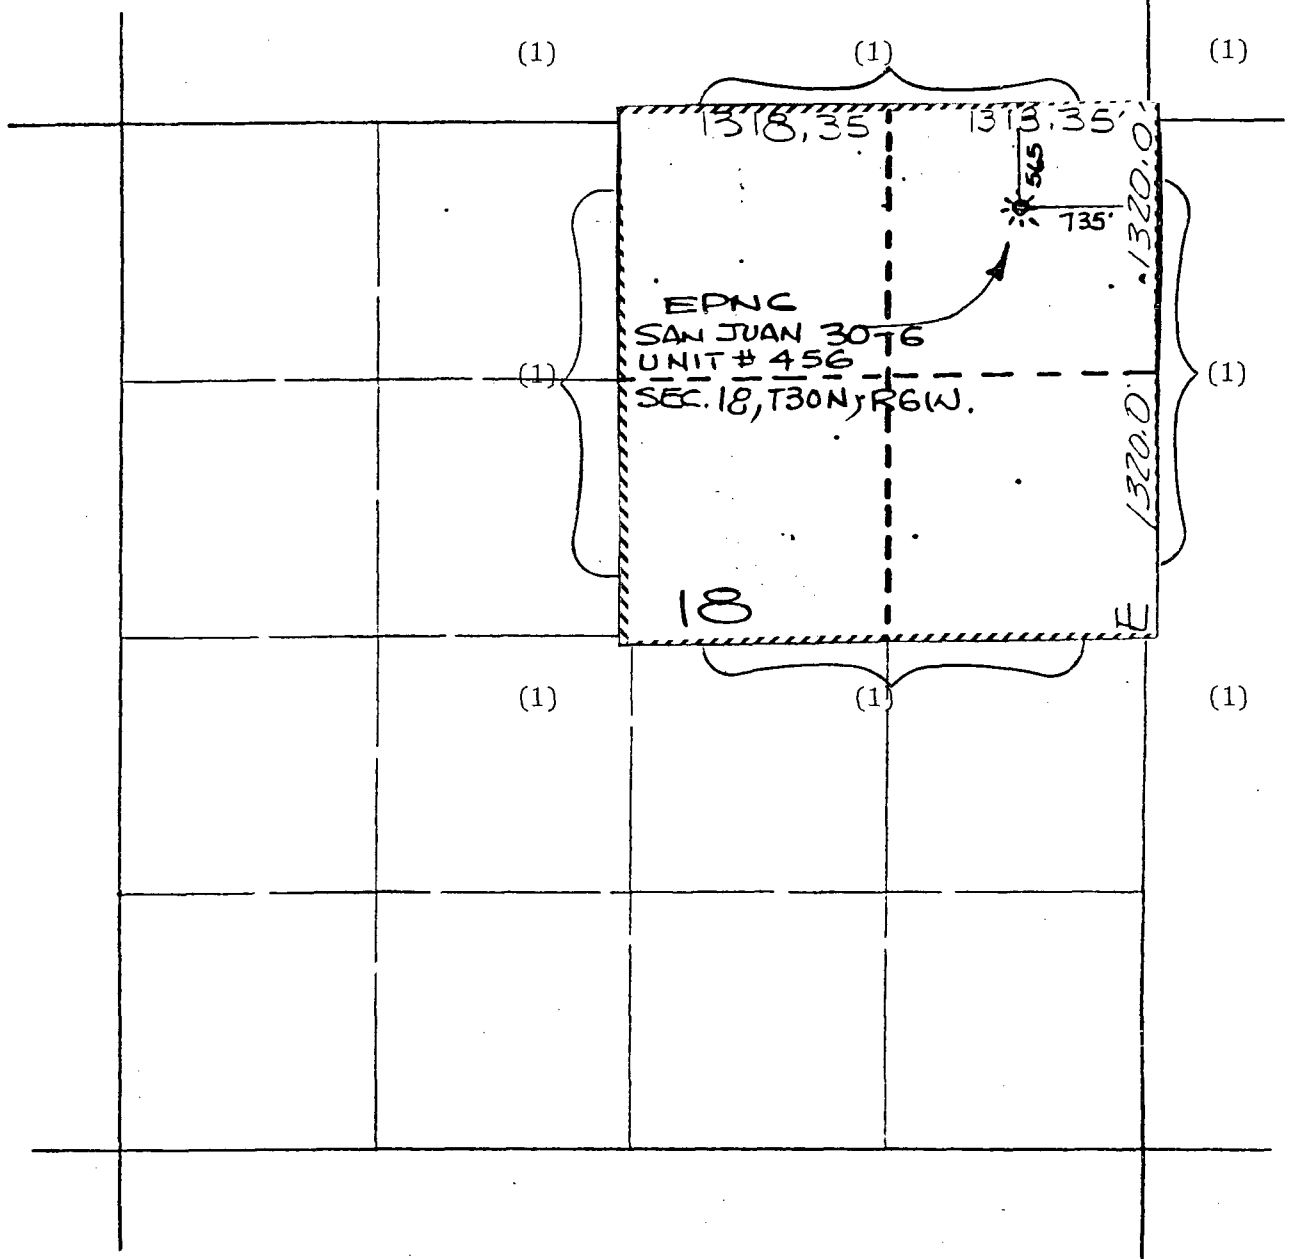 (1) (1) (1)
1318.35 1313.35'
1320.0'
565
735'
EPNG
SAN JUAN 30-6
UNIT # 456
(1) (1)
SEC. 18, T30N, R6W.
1320.0'
18 E
(1) (1) (1)